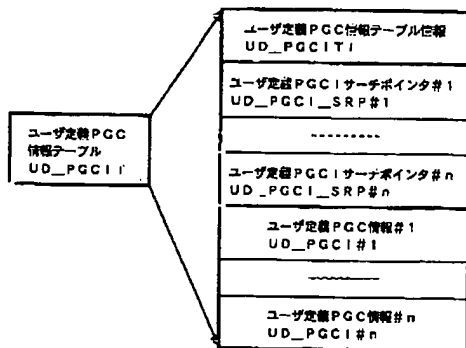 ユーザ定義PGC
情報テーブル
UD_PGCIT
ユーザ定義PGC情報テーブル情報
UD_PGCITI
ユーザ定義PGCIサーチポインタ#1
UD_PGCI_SRP#1
ユーザ定義PGCIサーチポインタ#n
UD_PGCI_SRP#n
ユーザ定義PGC情報#1
UD_PGCI#1
ユーザ定義PGC情報#n
UD_PGCI#n